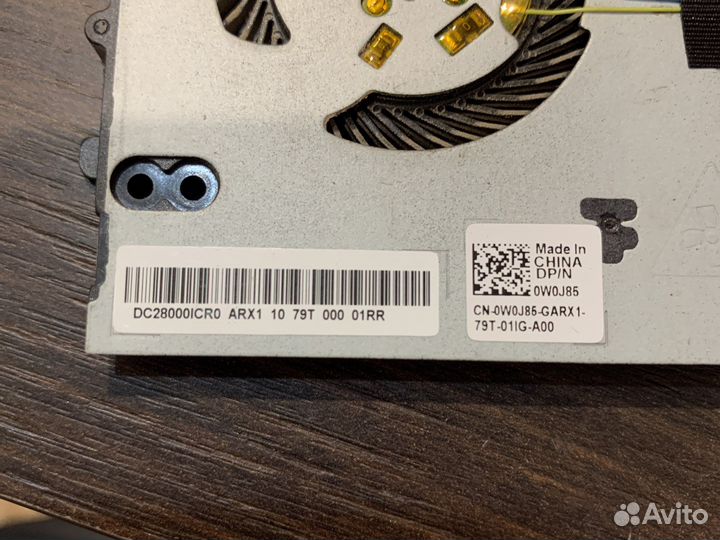 DC28000ICR0 ARX1 10 79T 000 01RR
Made In
CHINA
DP/N
0W0J85
CN-0W0J85-GARX1-
79T-01IG-A00
Avito